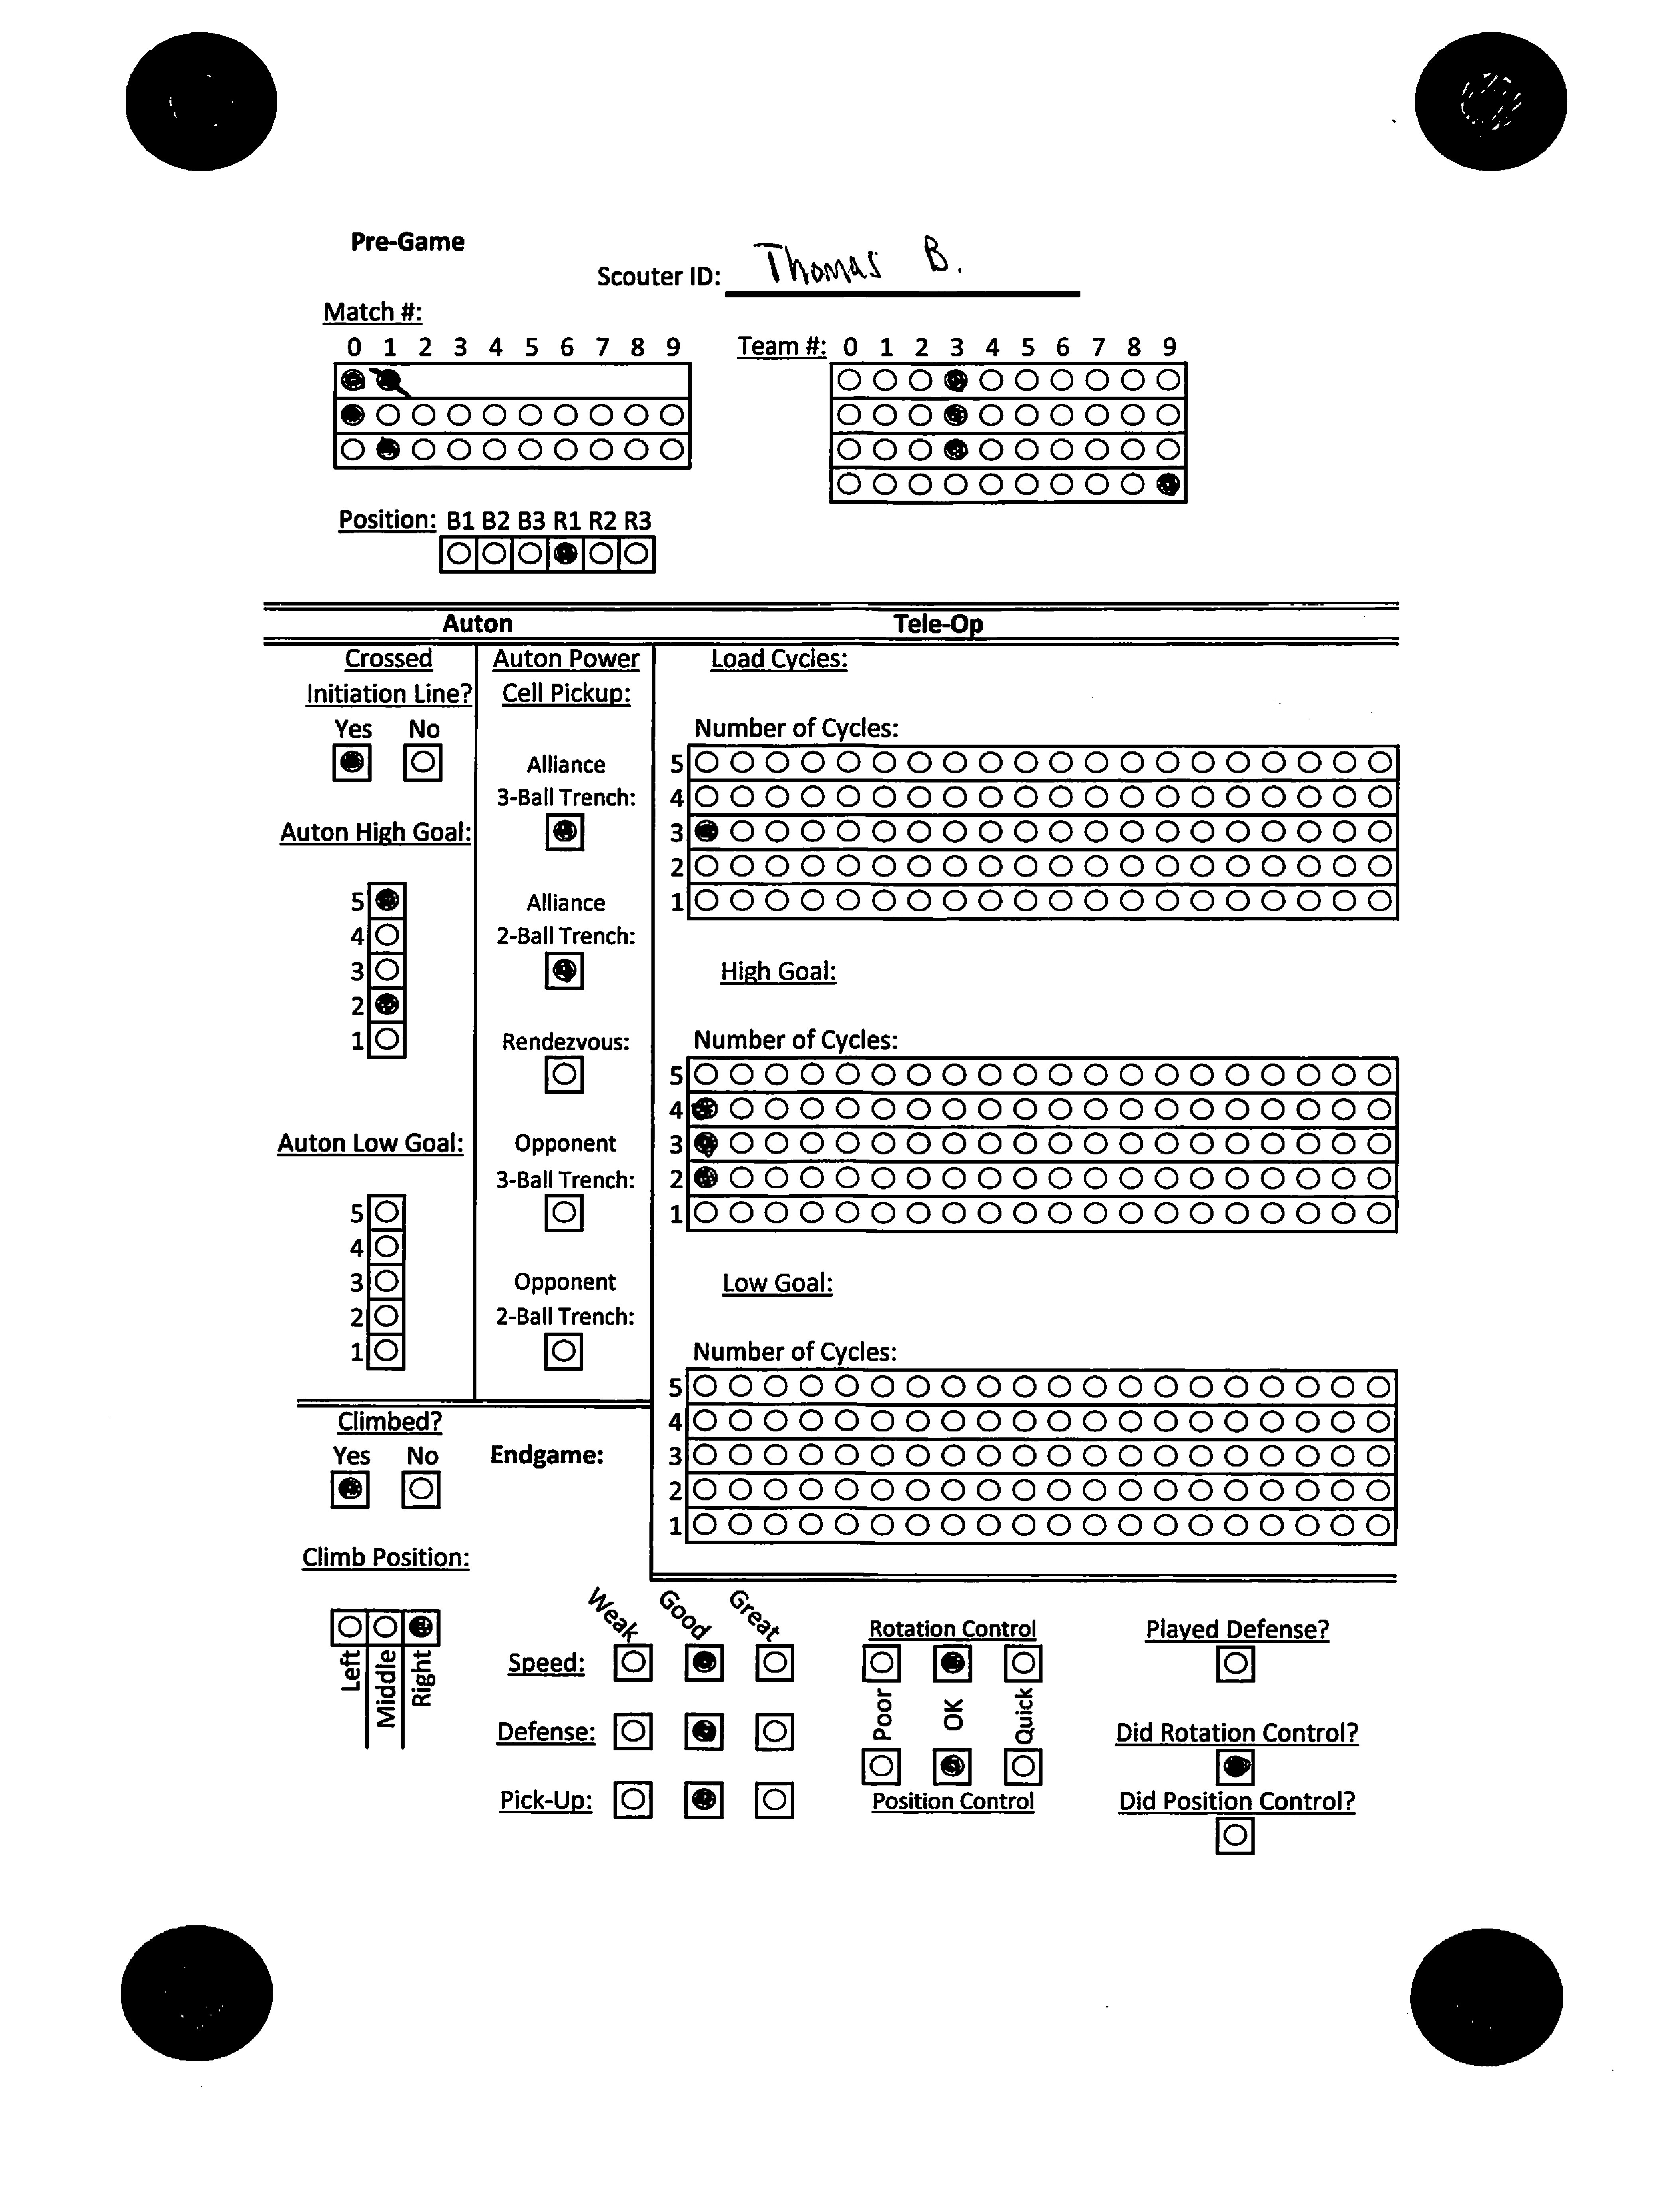 Pre-Game
Scouter ID: Thomas B.
Match #:
0 1 2 3 4 5 6 7 8 9
Team #: 0 1 2 3 4 5 6 7 8 9
Position: B1 B2 B3 R1 R2 R3
Auton
Tele-Op
Crossed
Initiation Line?
Yes No
Auton High Goal:
5
4
3
2
1
Auton Low Goal:
5
4
3
2
1
Auton Power
Cell Pickup:
Alliance
3-Ball Trench:
Alliance
2-Ball Trench:
Rendezvous:
Opponent
3-Ball Trench:
Opponent
2-Ball Trench:
Load Cycles:
Number of Cycles:
5
4
3
2
1
High Goal:
Number of Cycles:
5
4
3
2
1
Low Goal:
Number of Cycles:
5
4
3
2
1
Climbed?
Yes No
Endgame:
Climb Position:
Left
Middle
Right
Weak Good Great
Speed:
Defense:
Pick-Up:
Rotation Control
Poor OK Quick
Position Control
Played Defense?
Did Rotation Control?
Did Position Control?